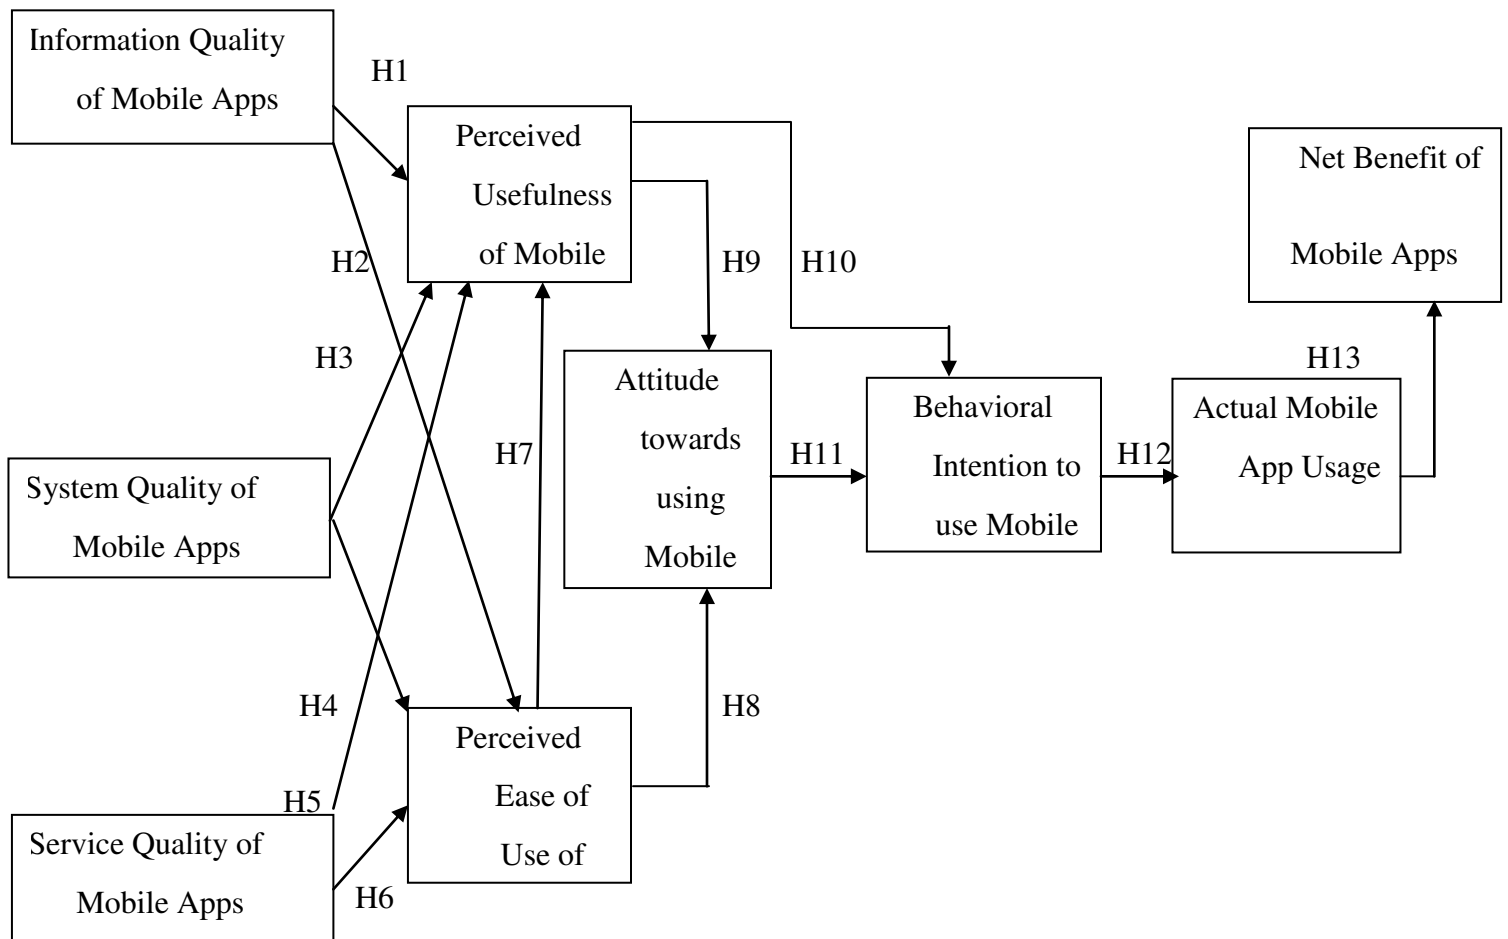 Information Quality
of Mobile Apps
H1
Perceived
Usefulness
of Mobile
Net Benefit of
Mobile Apps
H2
H9
H10
H3
H13
Attitude
towards
using
Mobile
Behavioral
Intention to
use Mobile
Actual Mobile
App Usage
H7
H11
H12
System Quality of
Mobile Apps
H4
H8
Perceived
Ease of
Use of
H5
Service Quality of
Mobile Apps
H6